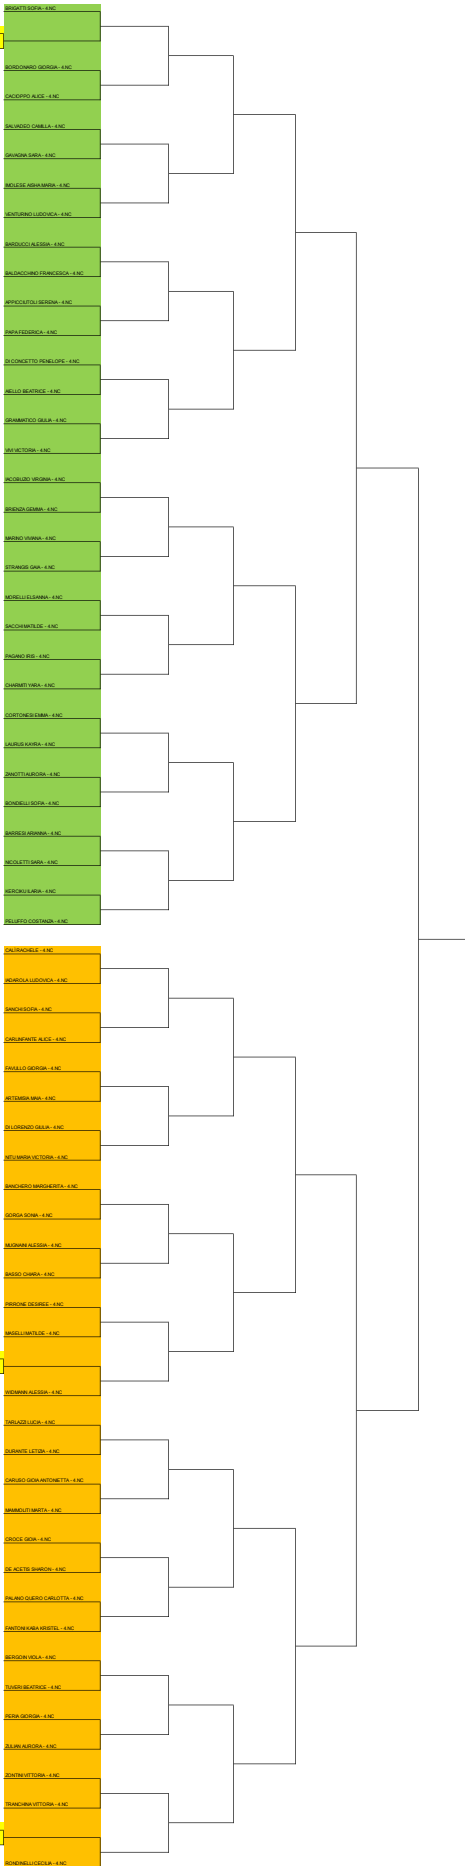 BRIGATTI SOFIA - 4.NC
BORDONARO GIORGIA - 4.NC
CACIOPPO ALICE - 4.NC
SALVADEO CAMILLA - 4.NC
GAVAGNA SARA - 4.NC
IMOLESE AISHA MARIA - 4.NC
VENTURINO LUDOVICA - 4.NC
BARDUCCI ALESSIA - 4.NC
BALDACCHINO FRANCESCA - 4.NC
APPICCIUTOLI SERENA - 4.NC
PAPA FEDERICA - 4.NC
DI CONCETTO PENELOPE - 4.NC
AIELLO BEATRICE - 4.NC
GRAMMATICO GIULIA - 4.NC
VIVI VICTORIA - 4.NC
IACOBUZIO VIRGINIA - 4.NC
BRIENZA GEMMA - 4.NC
MARINO VIVIANA - 4.NC
STRANGIS GAIA - 4.NC
MORELLI ELSANNA - 4.NC
SACCHI MATILDE - 4.NC
PAGANO IRIS - 4.NC
CHARMITI YARA - 4.NC
CORTONESI EMMA - 4.NC
LAURUS KAYRA - 4.NC
ZANOTTI AURORA - 4.NC
BONDIELLI SOFIA - 4.NC
BARRESI ARIANNA - 4.NC
NICOLETTI SARA - 4.NC
KERCIKU ILARIA - 4.NC
PELUFFO COSTANZA - 4.NC
CALI RACHELE - 4.NC
IADAROLA LUDOVICA - 4.NC
SANCHI SOFIA - 4.NC
CARLINFANTE ALICE - 4.NC
FAVULLO GIORGIA - 4.NC
ARTEMISIA MAIA - 4.NC
DI LORENZO GIULIA - 4.NC
NITU MARIA VICTORIA - 4.NC
BANCHERO MARGHERITA - 4.NC
GORGA SONIA - 4.NC
MUGNAINI ALESSIA - 4.NC
BASSO CHIARA - 4.NC
PIRRONE DESIREE - 4.NC
MASELLI MATILDE - 4.NC
WIDMANN ALESSIA - 4.NC
TARLAZZI LUCIA - 4.NC
DURANTE LETIZIA - 4.NC
CARUSO GIOIA ANTONIETTA - 4.NC
MAMMOLITI MARTA - 4.NC
CROCE GIOIA - 4.NC
DE ACETIS SHARON - 4.NC
PALANO QUERO CARLOTTA - 4.NC
FANTONI KABA KRISTEL - 4.NC
BERGOIN VIOLA - 4.NC
TUVERI BEATRICE - 4.NC
PERIA GIORGIA - 4.NC
ZULIAN AURORA - 4.NC
ZONTINI VITTORIA - 4.NC
TRANCHINA VITTORIA - 4.NC
RONDINELLI CECILIA - 4.NC